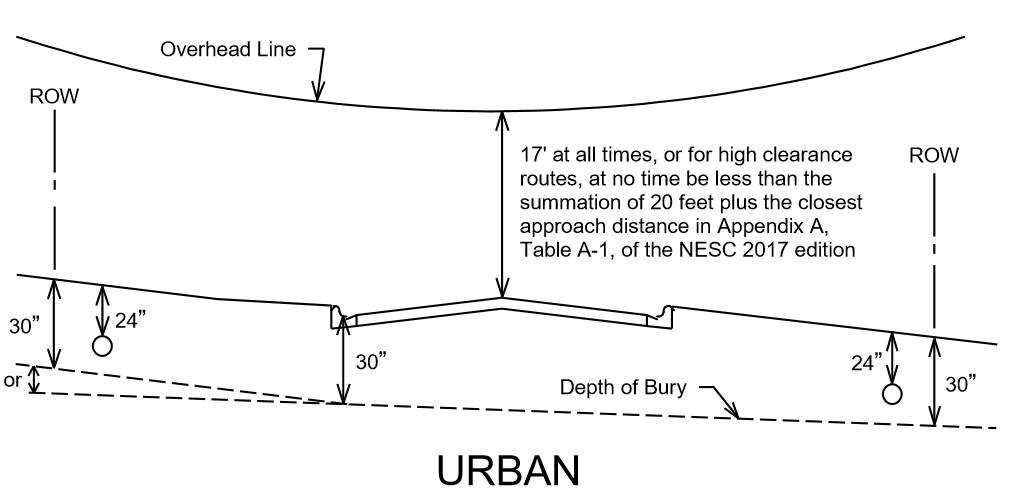 Overhead Line
ROW
17' at all times, or for high clearance
routes, at no time be less than the
summation of 20 feet plus the closest
approach distance in Appendix A,
Table A-1, of the NESC 2017 edition
ROW
30”
24”
or
30”
Depth of Bury
24”
30”
URBAN